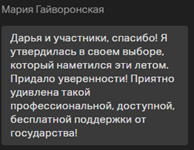 Мария Гайворонская
Дарья и участники, спасибо! Я
утвердилась в своем выборе,
который наметился эти летом.
Придало уверенности! Приятно
удивлена такой
профессиональной, доступной,
бесплатной поддержки от
государства!